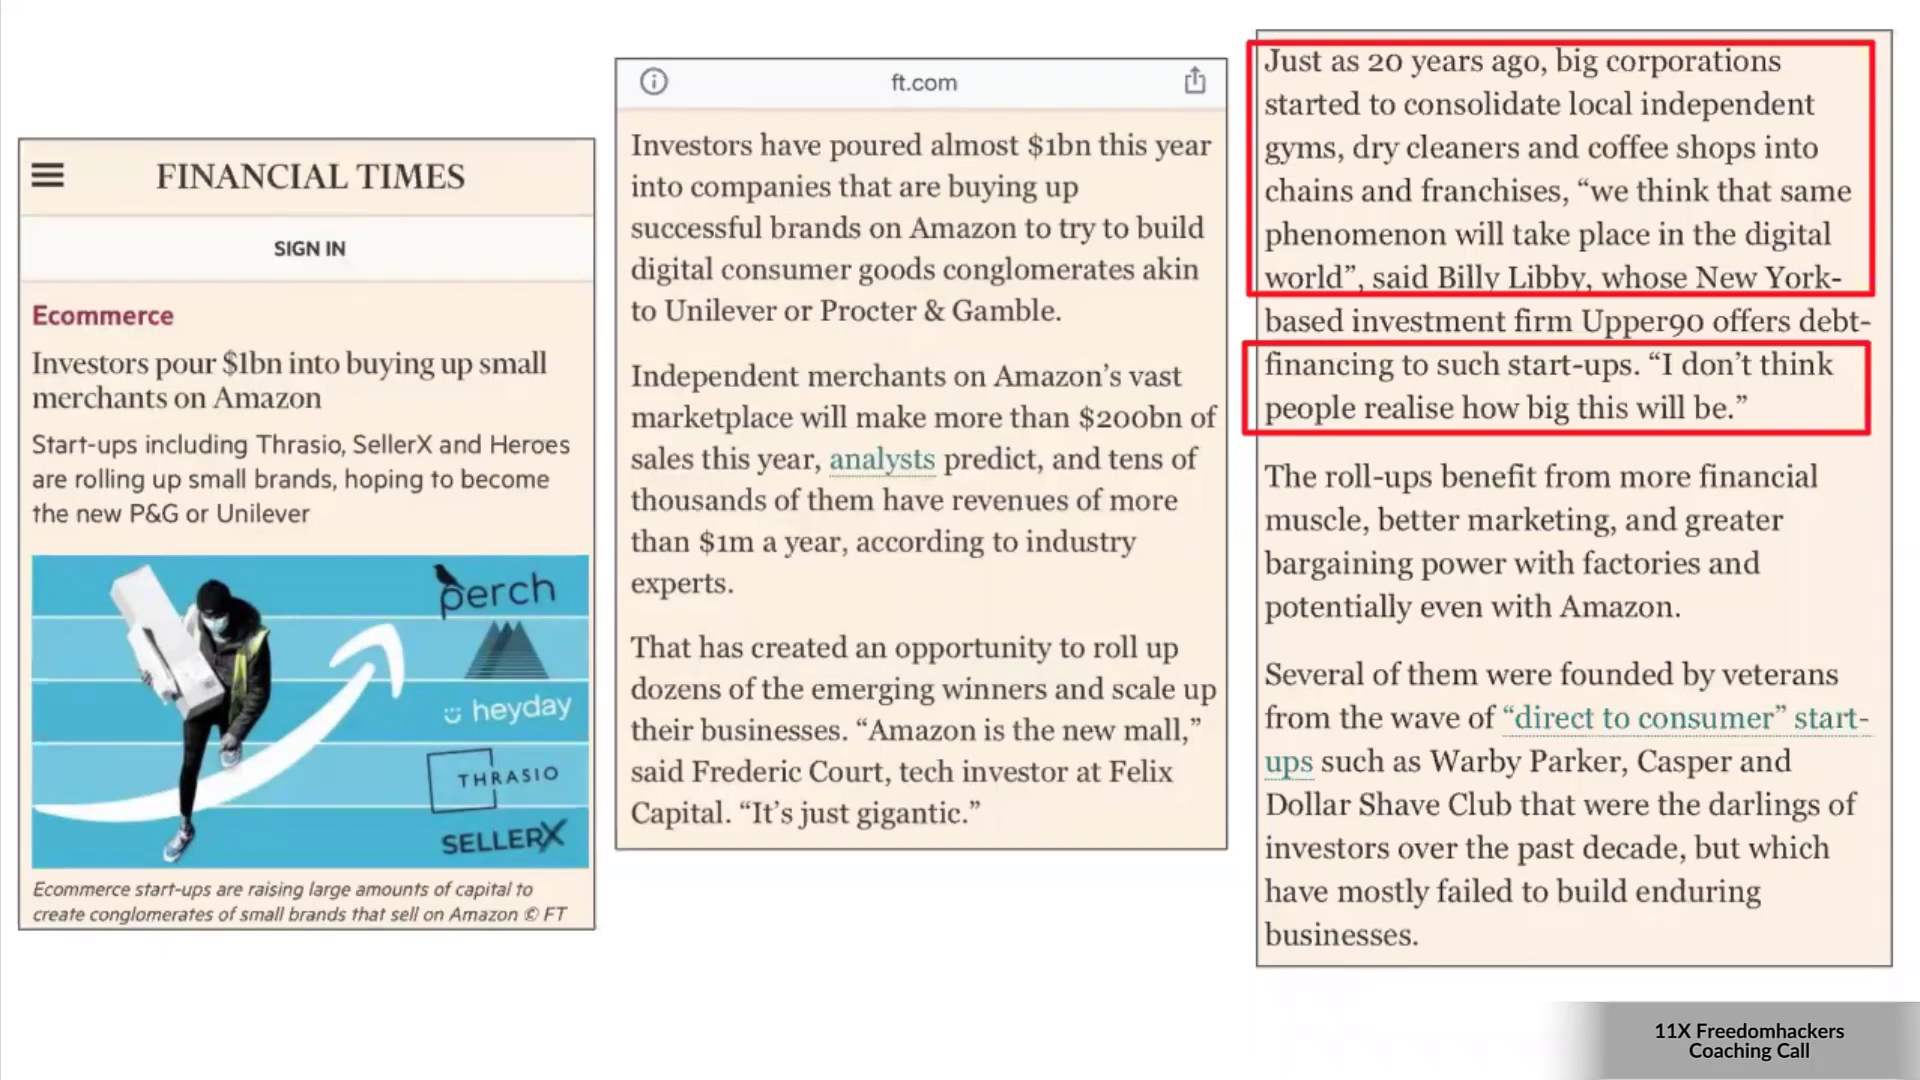 FINANCIAL TIMES
SIGN IN
Ecommerce
Investors pour $1bn into buying up small
merchants on Amazon
Start-ups including Thrasio, SellerX and Heroes
are rolling up small brands, hoping to become
the new P&G or Unilever
perch
heyday
THRASIO
SELLERX
Ecommerce start-ups are raising large amounts of capital to
create conglomerates of small brands that sell on Amazon © FT
ft.com
Investors have poured almost $1bn this year
into companies that are buying up
successful brands on Amazon to try to build
digital consumer goods conglomerates akin
to Unilever or Procter & Gamble.
Independent merchants on Amazon’s vast
marketplace will make more than $200bn of
sales this year, analysts predict, and tens of
thousands of them have revenues of more
than $1m a year, according to industry
experts.
That has created an opportunity to roll up
dozens of the emerging winners and scale up
their businesses. “Amazon is the new mall,”
said Frederic Court, tech investor at Felix
Capital. “It’s just gigantic.”
Just as 20 years ago, big corporations
started to consolidate local independent
gyms, dry cleaners and coffee shops into
chains and franchises, “we think that same
phenomenon will take place in the digital
world”, said Billy Libby, whose New York-
based investment firm Upper90 offers debt-
financing to such start-ups. “I don’t think
people realise how big this will be.”
The roll-ups benefit from more financial
muscle, better marketing, and greater
bargaining power with factories and
potentially even with Amazon.
Several of them were founded by veterans
from the wave of “direct to consumer” start-
ups such as Warby Parker, Casper and
Dollar Shave Club that were the darlings of
investors over the past decade, but which
have mostly failed to build enduring
businesses.
11X Freedomhackers
Coaching Call